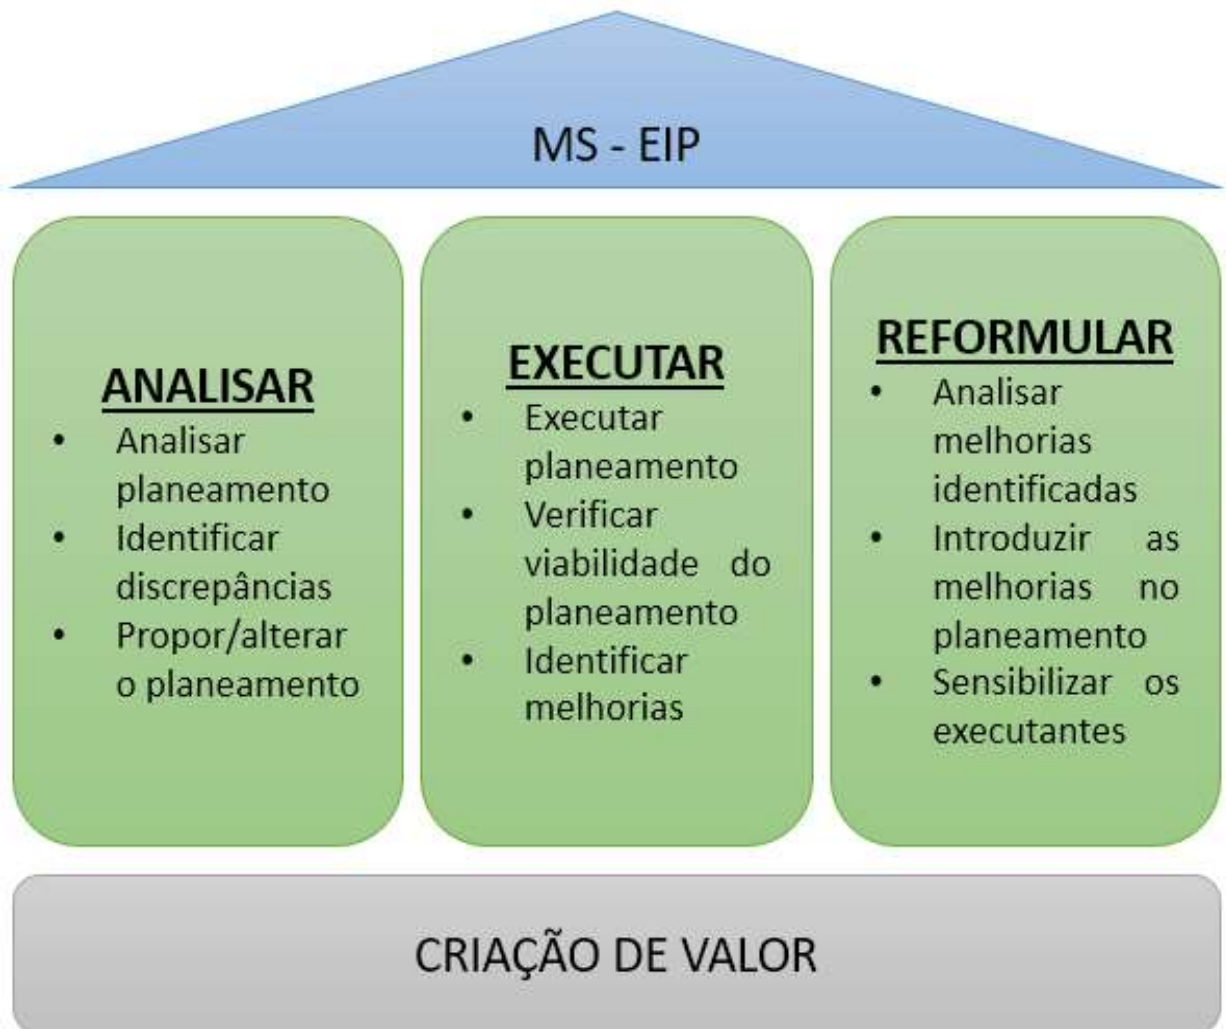 MS - EIP
ANALISAR
• Analisar
planeamento
• Identificar
discrepâncias
• Propor/alterar
o planeamento
EXECUTAR
• Executar
planeamento
• Verificar
viabilidade do
planeamento
• Identificar
melhorias
REFORMULAR
• Analisar
melhorias
identificadas
• Introduzir as
melhorias no
planeamento
• Sensibilizar os
executantes
CRIAÇÃO DE VALOR